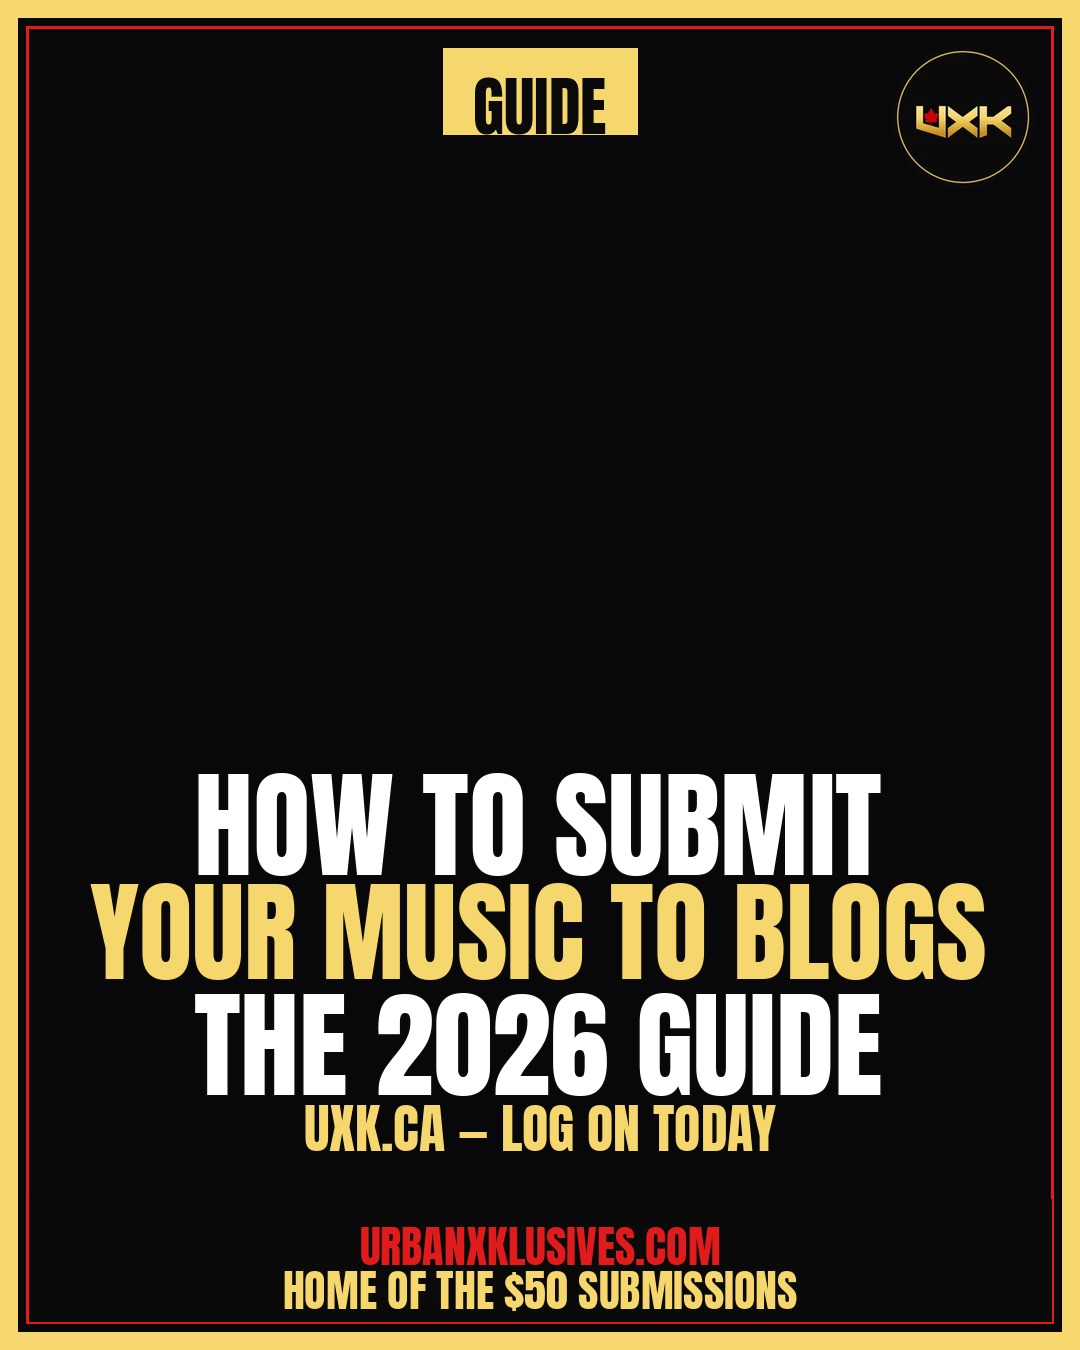 GUIDE
UXK
HOW TO SUBMIT
YOUR MUSIC TO BLOGS
THE 2026 GUIDE
UXK.CA – LOG ON TODAY
URBANXKLUSIVES.COM
HOME OF THE $50 SUBMISSIONS